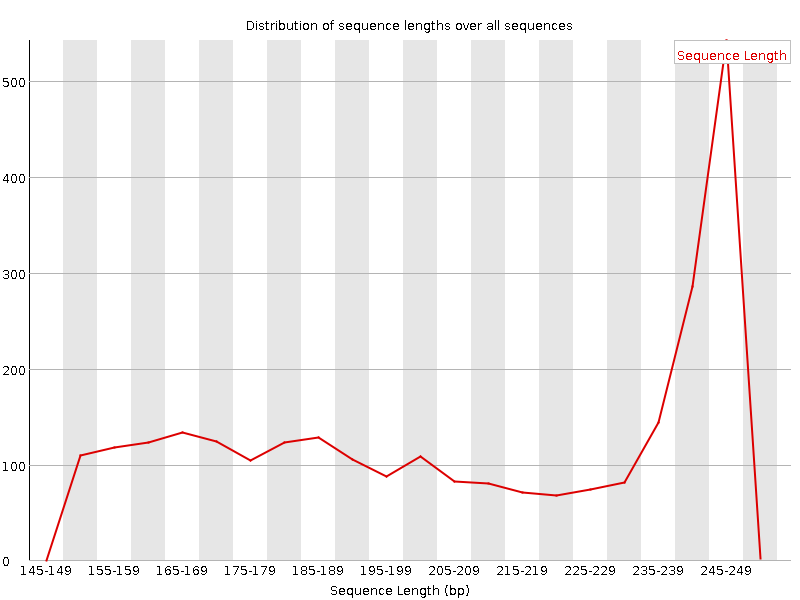 Distribution of sequence lengths over all sequences
Sequence Length
500
400
300
200
100
0
145-149 155-159 165-169 175-179 185-189 195-199 205-209 215-219 225-229 235-239 245-249
Sequence Length (bp)